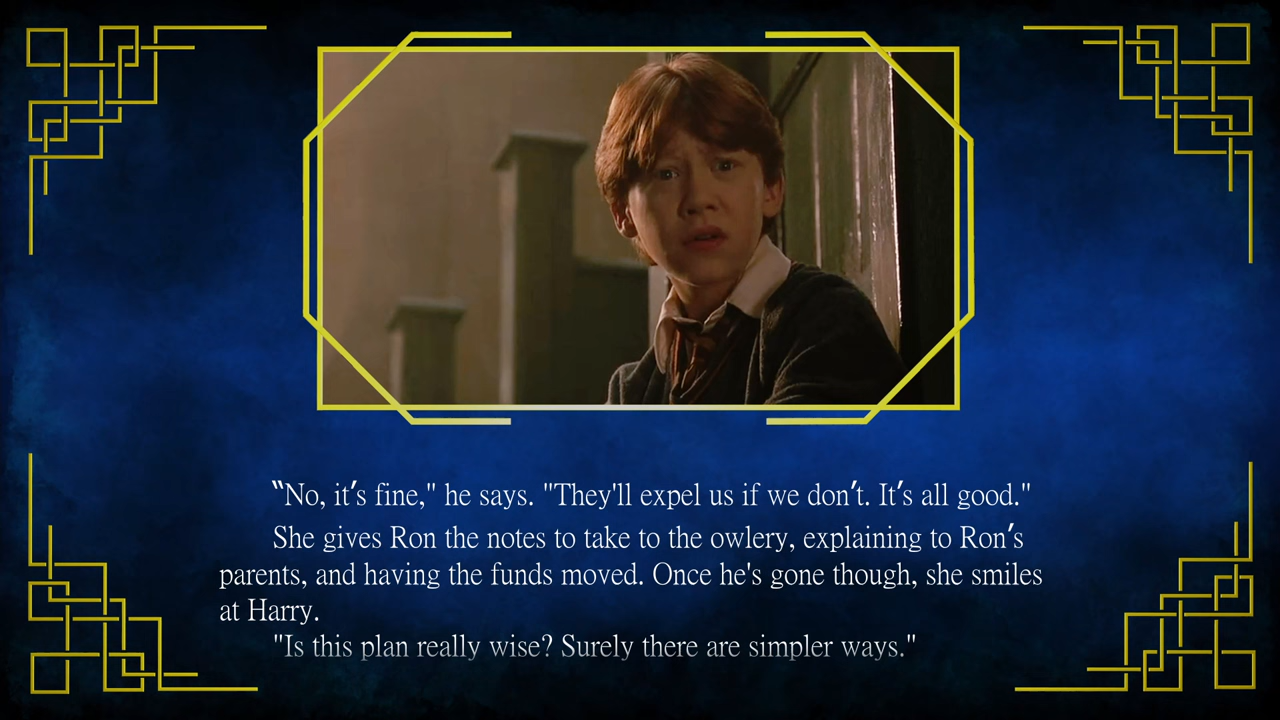 “No, it's fine," he says. "They'll expel us if we don't. It's all good."
She gives Ron the notes to take to the owlery, explaining to Ron's
parents, and having the funds moved. Once he's gone though, she smiles
at Harry.
"Is this plan really wise? Surely there are simpler ways."